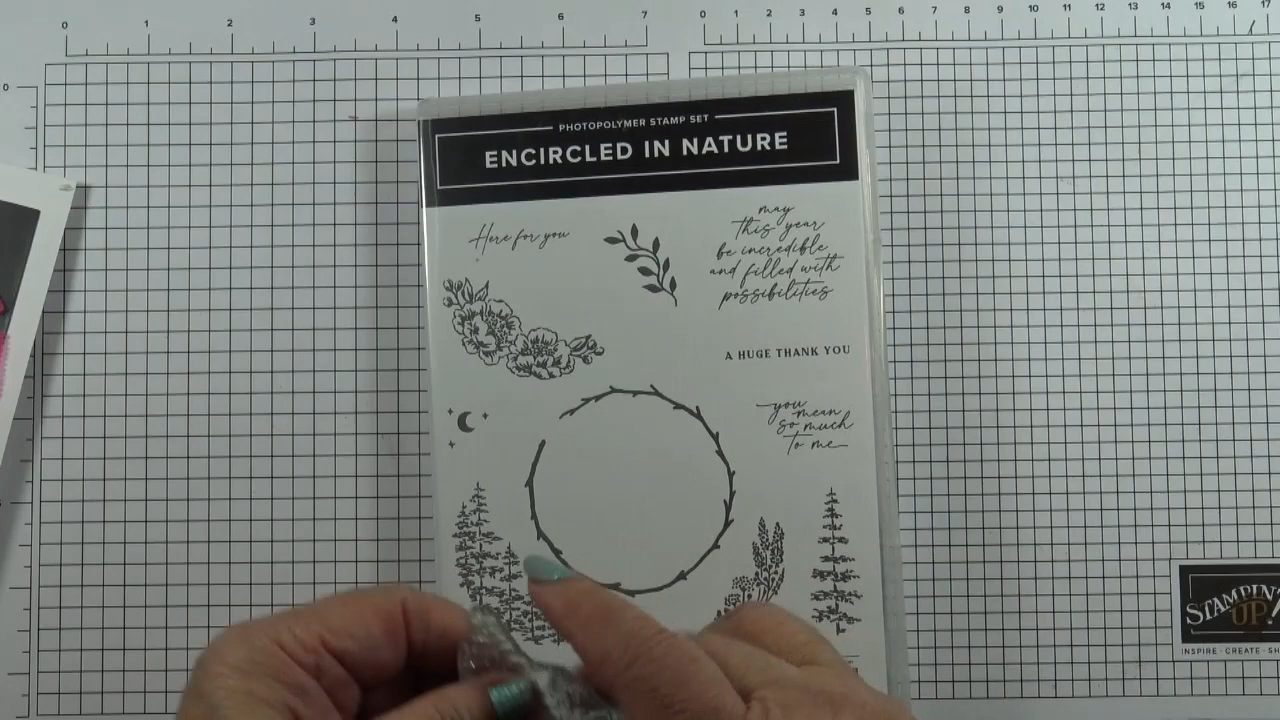 0 1 2 3 4 5 6 7
0 1 2 3 4 5 6 7 8 9 10 11 12 13 14 15 16 17
0
PHOTOPOLYMER STAMP SET
ENCIRCLED IN NATURE
Here for you
may
this year
be incredible
and filled with
possibilities
A HUGE THANK YOU
you
mean
so much
to me
STAMPIN'
UP!
INSPIRE · CREATE · SH